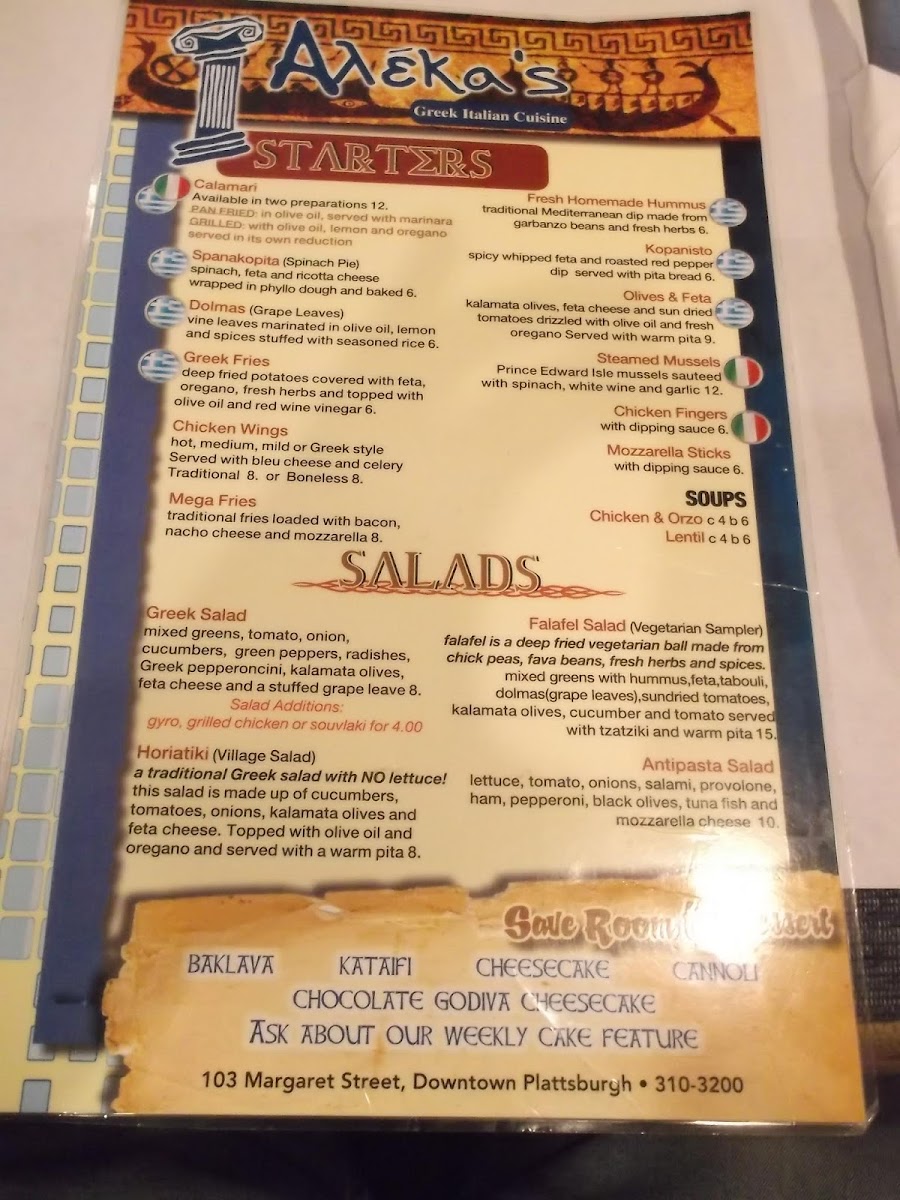 Αλέκα's
Greek Italian Cuisine
STARTERS
Calamari
Available in two preparations 12.
PAN FRIED: in olive oil, served with marinara
GRILLED: with olive oil, lemon and oregano
served in its own reduction
Spanakopita (Spinach Pie)
spinach, feta and ricotta cheese
wrapped in phyllo dough and baked 6.
Dolmas (Grape Leaves)
vine leaves marinated in olive oil, lemon
and spices stuffed with seasoned rice 6.
Greek Fries
deep fried potatoes covered with feta,
oregano, fresh herbs and topped with
olive oil and red wine vinegar 6.
Chicken Wings
hot, medium, mild or Greek style
Served with bleu cheese and celery
Traditional 8. or Boneless 8.
Mega Fries
traditional fries loaded with bacon,
nacho cheese and mozzarella 8.
Fresh Homemade Hummus
traditional Mediterranean dip made from
garbanzo beans and fresh herbs 6.
Kopanisto
spicy whipped feta and roasted red pepper
dip served with pita bread 6.
Olives & Feta
kalamata olives, feta cheese and sun dried
tomatoes drizzled with olive oil and fresh
oregano Served with warm pita 9.
Steamed Mussels
Prince Edward Isle mussels sauteed
with spinach, white wine and garlic 12.
Chicken Fingers
with dipping sauce 6.
Mozzarella Sticks
with dipping sauce 6.
SOUPS
Chicken & Orzo c 4 b 6
Lentil c 4 b 6
SALADS
Greek Salad
mixed greens, tomato, onion,
cucumbers, green peppers, radishes,
Greek pepperoncini, kalamata olives,
feta cheese and a stuffed grape leave 8.
Salad Additions:
gyro, grilled chicken or souvlaki for 4.00
Horiatiki (Village Salad)
a traditional Greek salad with NO lettuce!
this salad is made up of cucumbers,
tomatoes, onions, kalamata olives and
feta cheese. Topped with olive oil and
oregano and served with a warm pita 8.
Falafel Salad (Vegetarian Sampler)
falafel is a deep fried vegetarian ball made from
chick peas, fava beans, fresh herbs and spices.
mixed greens with hummus,feta,tabouli,
dolmas(grape leaves),sundried tomatoes,
kalamata olives, cucumber and tomato served
with tzatziki and warm pita 15.
Antipasta Salad
lettuce, tomato, onions, salami, provolone,
ham, pepperoni, black olives, tuna fish and
mozzarella cheese 10.
Save Room
BAKLAVA KATAIFI CHEESECAKE CANNOLI
CHOCOLATE GODIVA CHEESECAKE
ASK ABOUT OUR WEEKLY CAKE FEATURE
103 Margaret Street, Downtown Plattsburgh • 310-3200